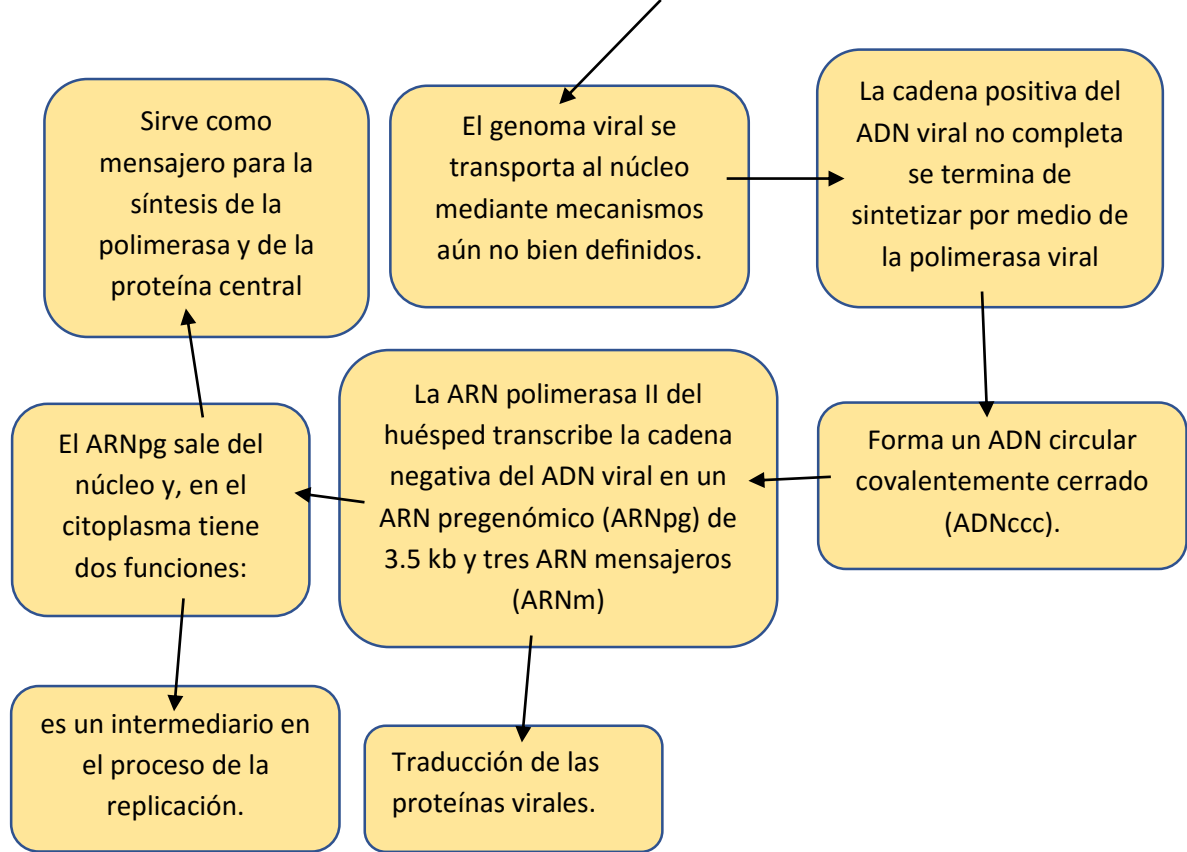 Sirve como
mensajero para la
síntesis de la
polimerasa y de la
proteína central
El genoma viral se
transporta al núcleo
mediante mecanismos
aún no bien definidos.
La cadena positiva del
ADN viral no completa
se termina de
sintetizar por medio de
la polimerasa viral
El ARNpg sale del
núcleo y, en el
citoplasma tiene
dos funciones:
La ARN polimerasa II del
huésped transcribe la cadena
negativa del ADN viral en un
ARN pregenómico (ARNpg) de
3.5 kb y tres ARN mensajeros
(ARNm)
Forma un ADN circular
covalentemente cerrado
(ADNccc).
es un intermediario en
el proceso de la
replicación.
Traducción de las
proteínas virales.